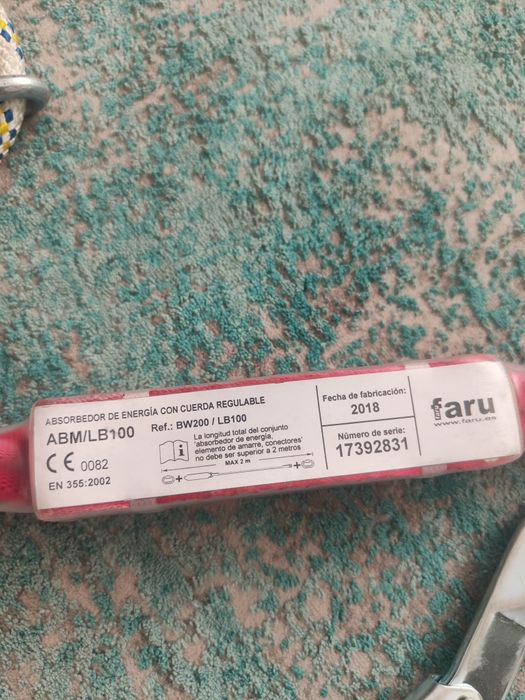 ABSORBEDOR DE ENERGÍA CON CUERDA REGULABLE
ABM/LB100 Ref.: BW200 / LB100
CE 0082
EN 355:2002
i
La longitud total del conjunto
'absorbedor de energía,
elemento de amarre, conectores'
no debe ser superior a 2 metros
MAX 2 m
+ +
Fecha de fabricación:
2018
Número de serie:
17392831
faru
www.faru.es